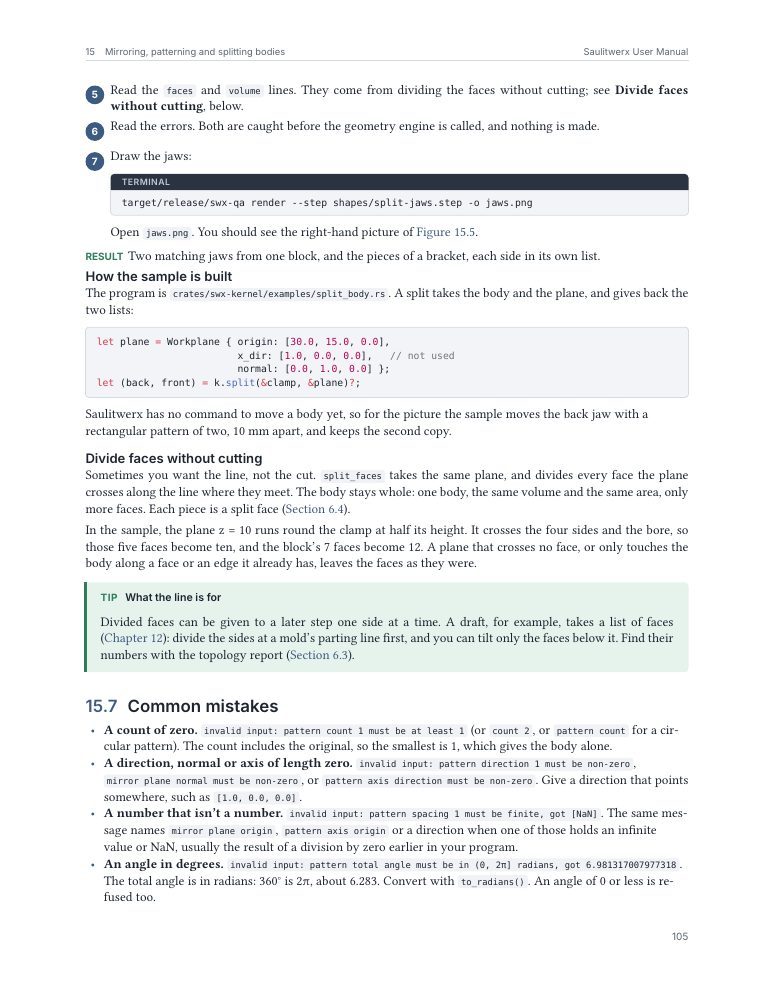 15 Mirroring, patterning and splitting bodies Saulitwerx User Manual
5 Read the faces and volume lines. They come from dividing the faces without cutting; see Divide faces
without cutting, below.
6 Read the errors. Both are caught before the geometry engine is called, and nothing is made.
7 Draw the jaws:
TERMINAL
target/release/swx-qa render --step shapes/split-jaws.step -o jaws.png
Open jaws.png. You should see the right-hand picture of Figure 15.5.
RESULT Two matching jaws from one block, and the pieces of a bracket, each side in its own list.
How the sample is built
The program is crates/swx-kernel/examples/split_body.rs. A split takes the body and the plane, and gives back the
two lists:
let plane = Workplane { origin: [30.0, 15.0, 0.0],
x_dir: [1.0, 0.0, 0.0], // not used
normal: [0.0, 1.0, 0.0] };
let (back, front) = k.split(&clamp, &plane)?;
Saulitwerx has no command to move a body yet, so for the picture the sample moves the back jaw with a
rectangular pattern of two, 10 mm apart, and keeps the second copy.
Divide faces without cutting
Sometimes you want the line, not the cut. split_faces takes the same plane, and divides every face the plane
crosses along the line where they meet. The body stays whole: one body, the same volume and the same area, only
more faces. Each piece is a split face (Section 6.4).
In the sample, the plane z = 10 runs round the clamp at half its height. It crosses the four sides and the bore, so
those five faces become ten, and the block's 7 faces become 12. A plane that crosses no face, or only touches the
body along a face or an edge it already has, leaves the faces as they were.
TIP What the line is for
Divided faces can be given to a later step one side at a time. A draft, for example, takes a list of faces
(Chapter 12): divide the sides at a mold's parting line first, and you can tilt only the faces below it. Find their
numbers with the topology report (Section 6.3).
15.7 Common mistakes
• A count of zero. invalid input: pattern count 1 must be at least 1 (or count 2, or pattern count for a cir-
cular pattern). The count includes the original, so the smallest is 1, which gives the body alone.
• A direction, normal or axis of length zero. invalid input: pattern direction 1 must be non-zero,
mirror plane normal must be non-zero, or pattern axis direction must be non-zero. Give a direction that points
somewhere, such as [1.0, 0.0, 0.0].
• A number that isn't a number. invalid input: pattern spacing 1 must be finite, got [NaN]. The same mes-
sage names mirror plane origin, pattern axis origin or a direction when one of those holds an infinite
value or NaN, usually the result of a division by zero earlier in your program.
• An angle in degrees. invalid input: pattern total angle must be in (0, 2π] radians, got 6.981317007977318.
The total angle is in radians: 360° is 2π, about 6.283. Convert with to_radians(). An angle of 0 or less is re-
fused too.
105